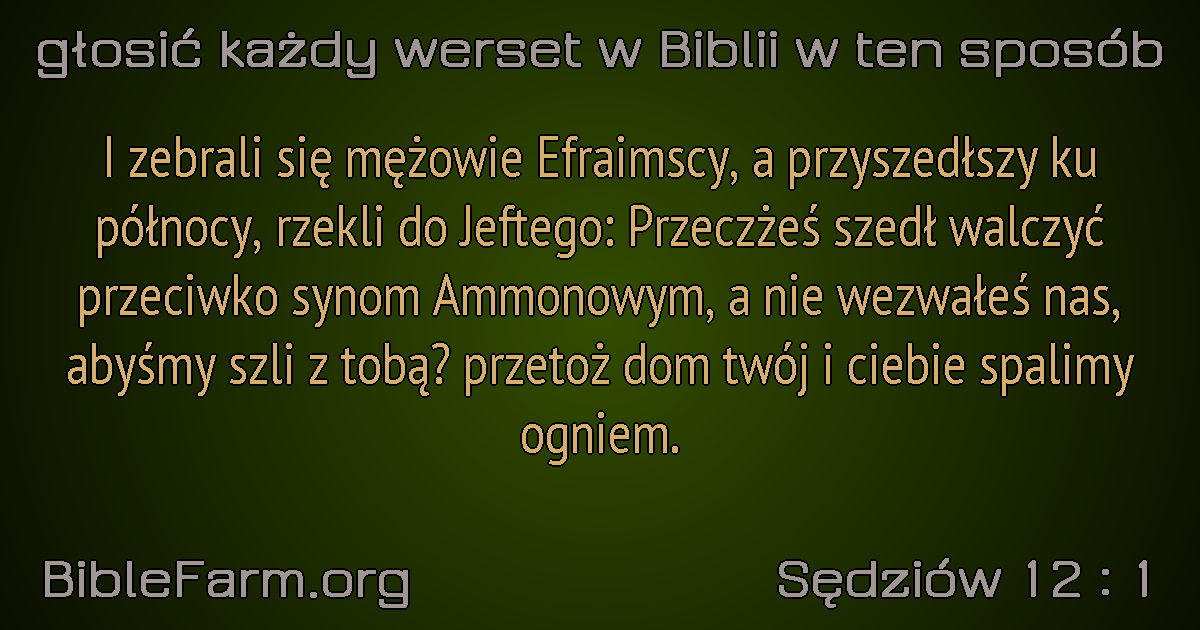 głosić każdy werset w Biblii w ten sposób
I zebrali się mężowie Efraimscy, a przyszedłszy ku
północy, rzekli do Jeftego: Przeczżeś szedł walczyć
przeciwko synom Ammonowym, a nie wezwałeś nas,
abyśmy szli z tobą? przetoż dom twój i ciebie spalimy
ogniem.
BibleFarm.org
Sędziów 12 : 1